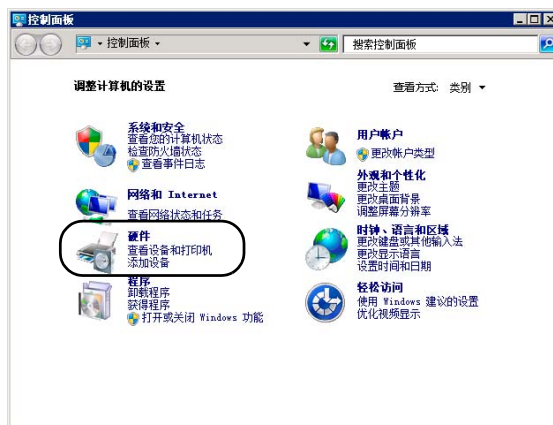 控制面板
控制面板
搜索控制面板
调整计算机的设置
查看方式: 类别
系统和安全
查看您的计算机状态
检查防火墙状态
查看事件日志
网络和 Internet
查看网络状态和任务
硬件
查看设备和打印机
添加设备
程序
卸载程序
获得程序
打开或关闭 Windows 功能
用户帐户
更改帐户类型
外观和个性化
更改主题
更改桌面背景
调整屏幕分辨率
时钟、语言和区域
更改键盘或其他输入法
更改显示语言
设置时间和日期
轻松访问
使用 Windows 建议的设置
优化视频显示